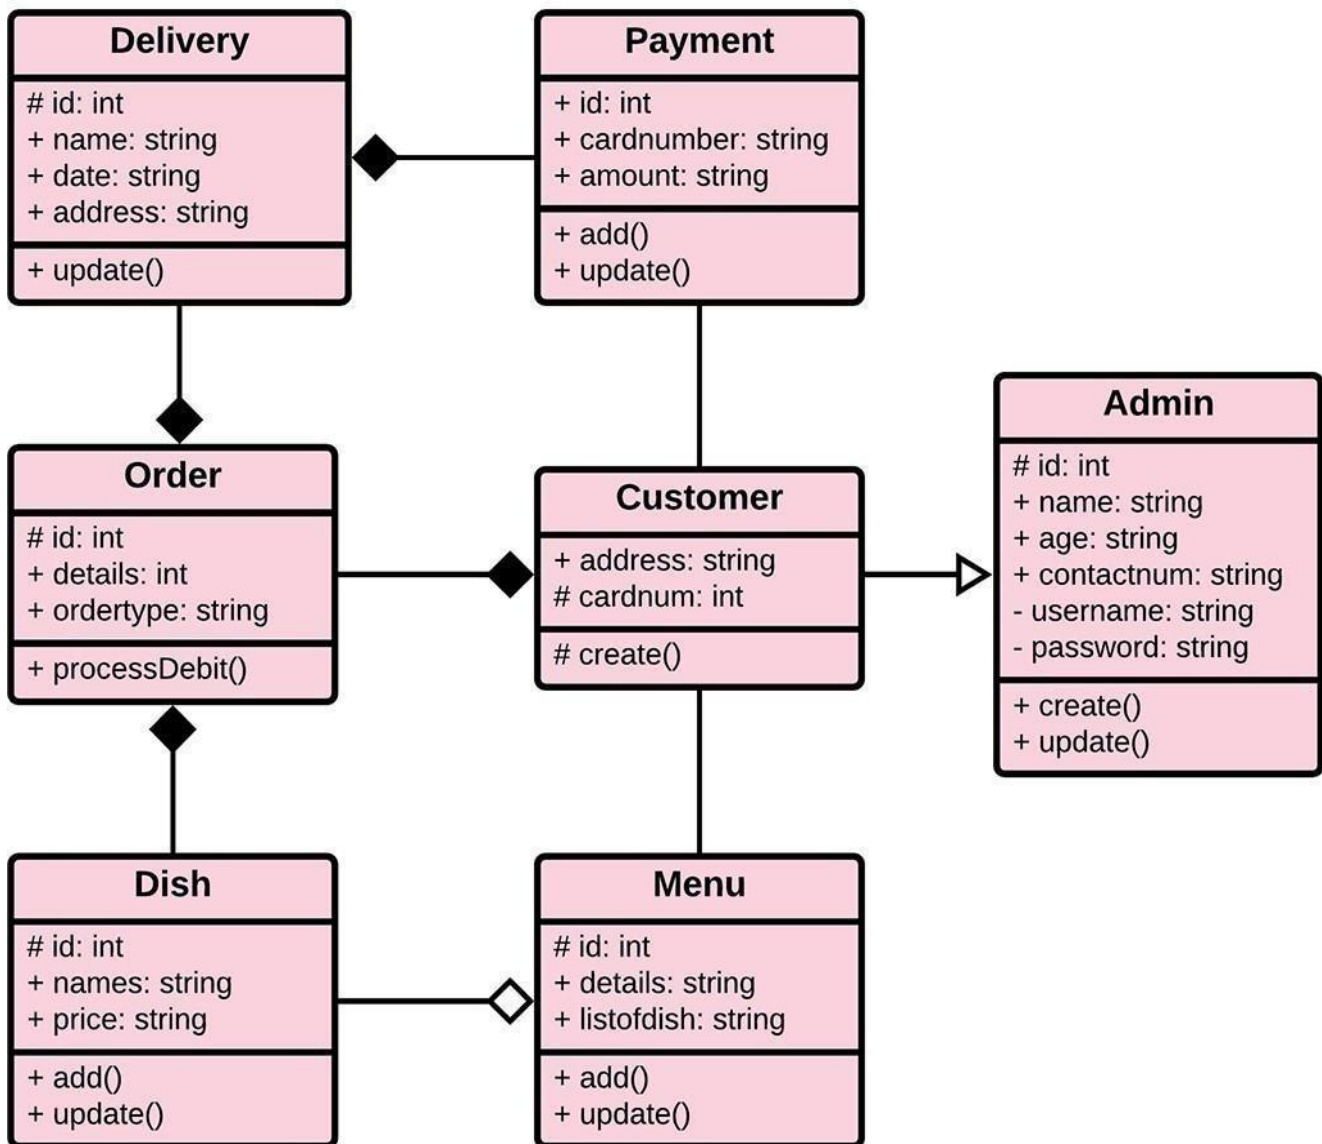 Delivery
# id: int
+ name: string
+ date: string
+ address: string
+ update()
Payment
+ id: int
+ cardnumber: string
+ amount: string
+ add()
+ update()
Order
# id: int
+ details: int
+ ordertype: string
+ processDebit()
Customer
+ address: string
# cardnum: int
# create()
Admin
# id: int
+ name: string
+ age: string
+ contactnum: string
- username: string
- password: string
+ create()
+ update()
Dish
# id: int
+ names: string
+ price: string
+ add()
+ update()
Menu
# id: int
+ details: string
+ listofdish: string
+ add()
+ update()